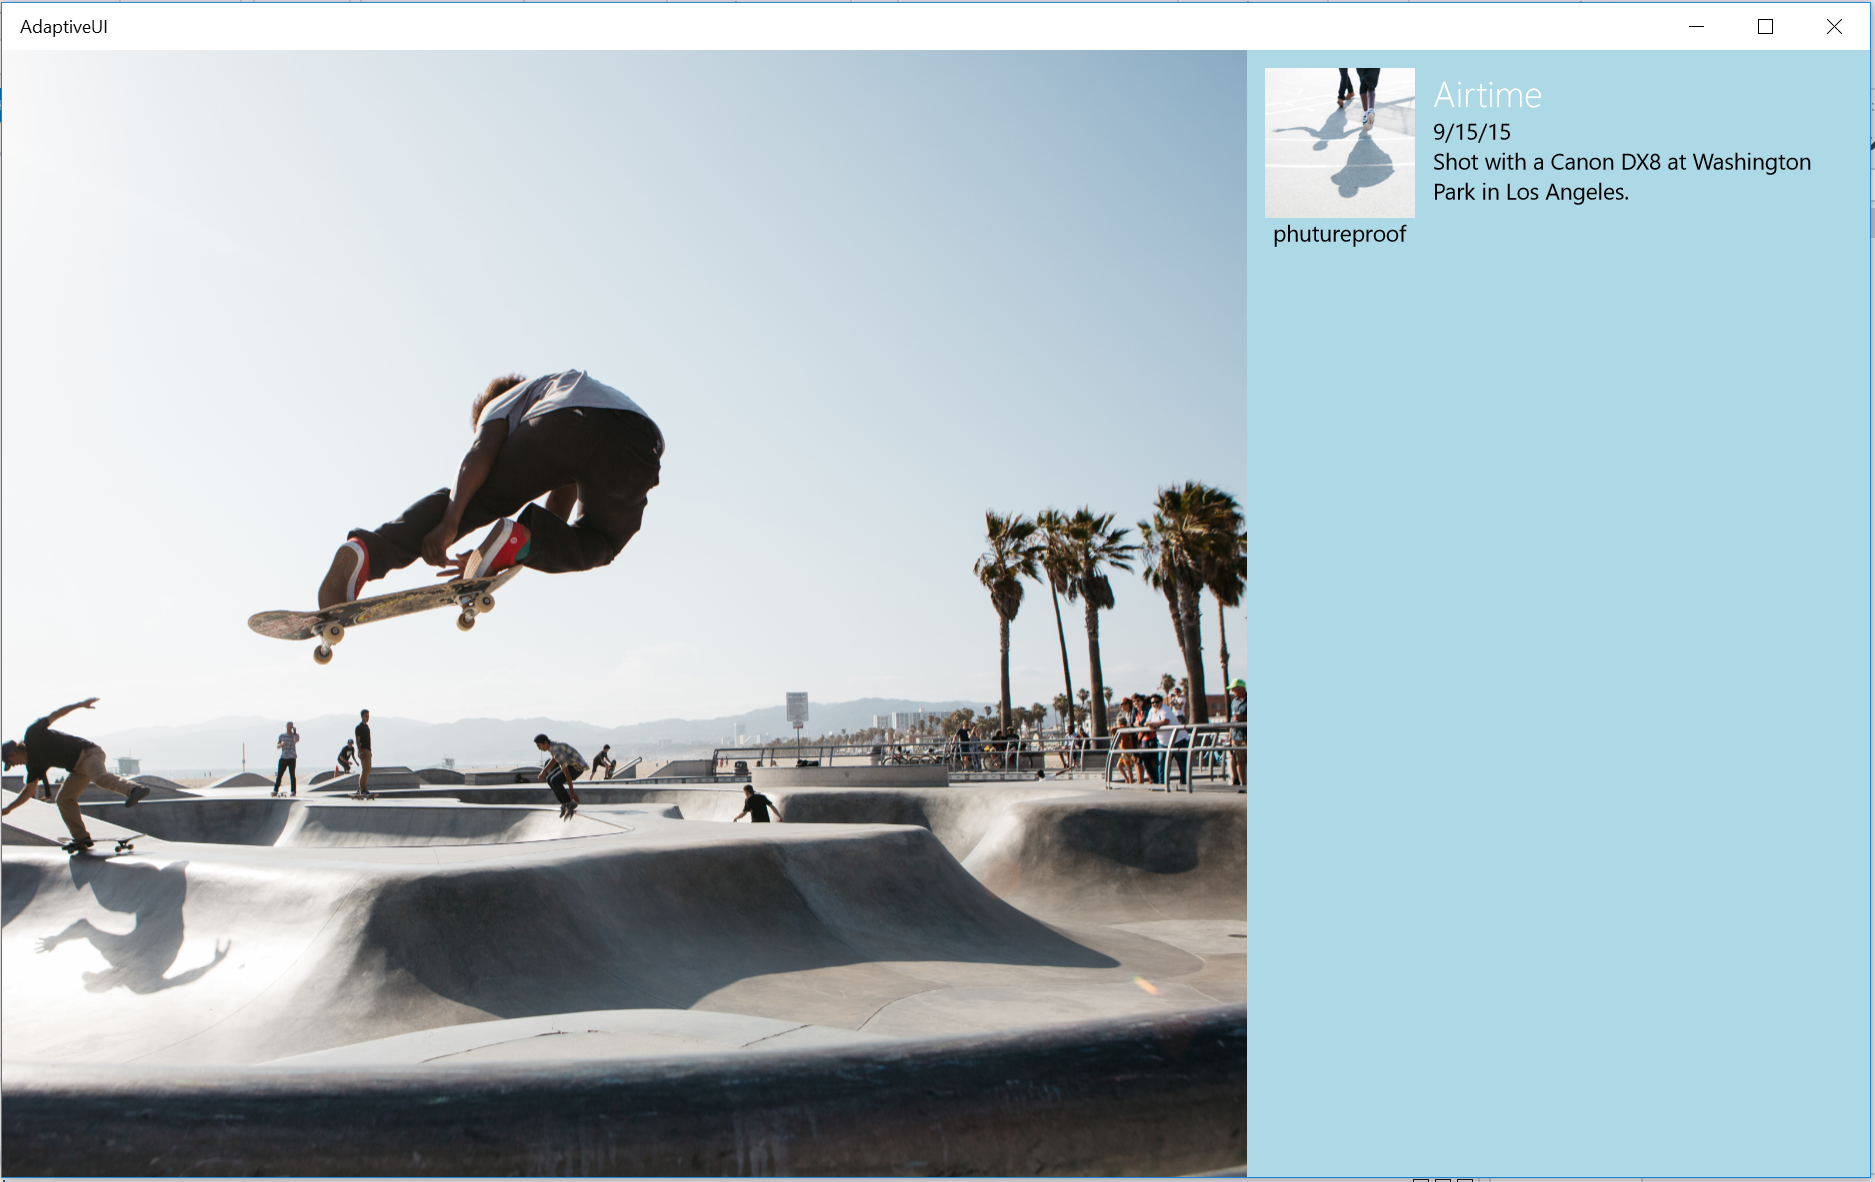 AdaptiveUI
Airtime
9/15/15
Shot with a Canon DX8 at Washington
Park in Los Angeles.
phutureproof